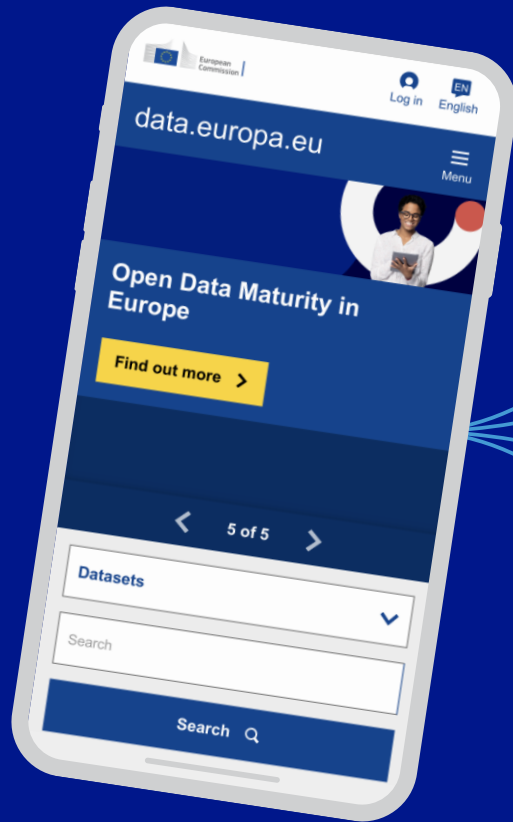 European
Commission
Log in
EN
English
data.europa.eu
Menu
Open Data Maturity in
Europe
Find out more
5 of 5
Datasets
Search
Search